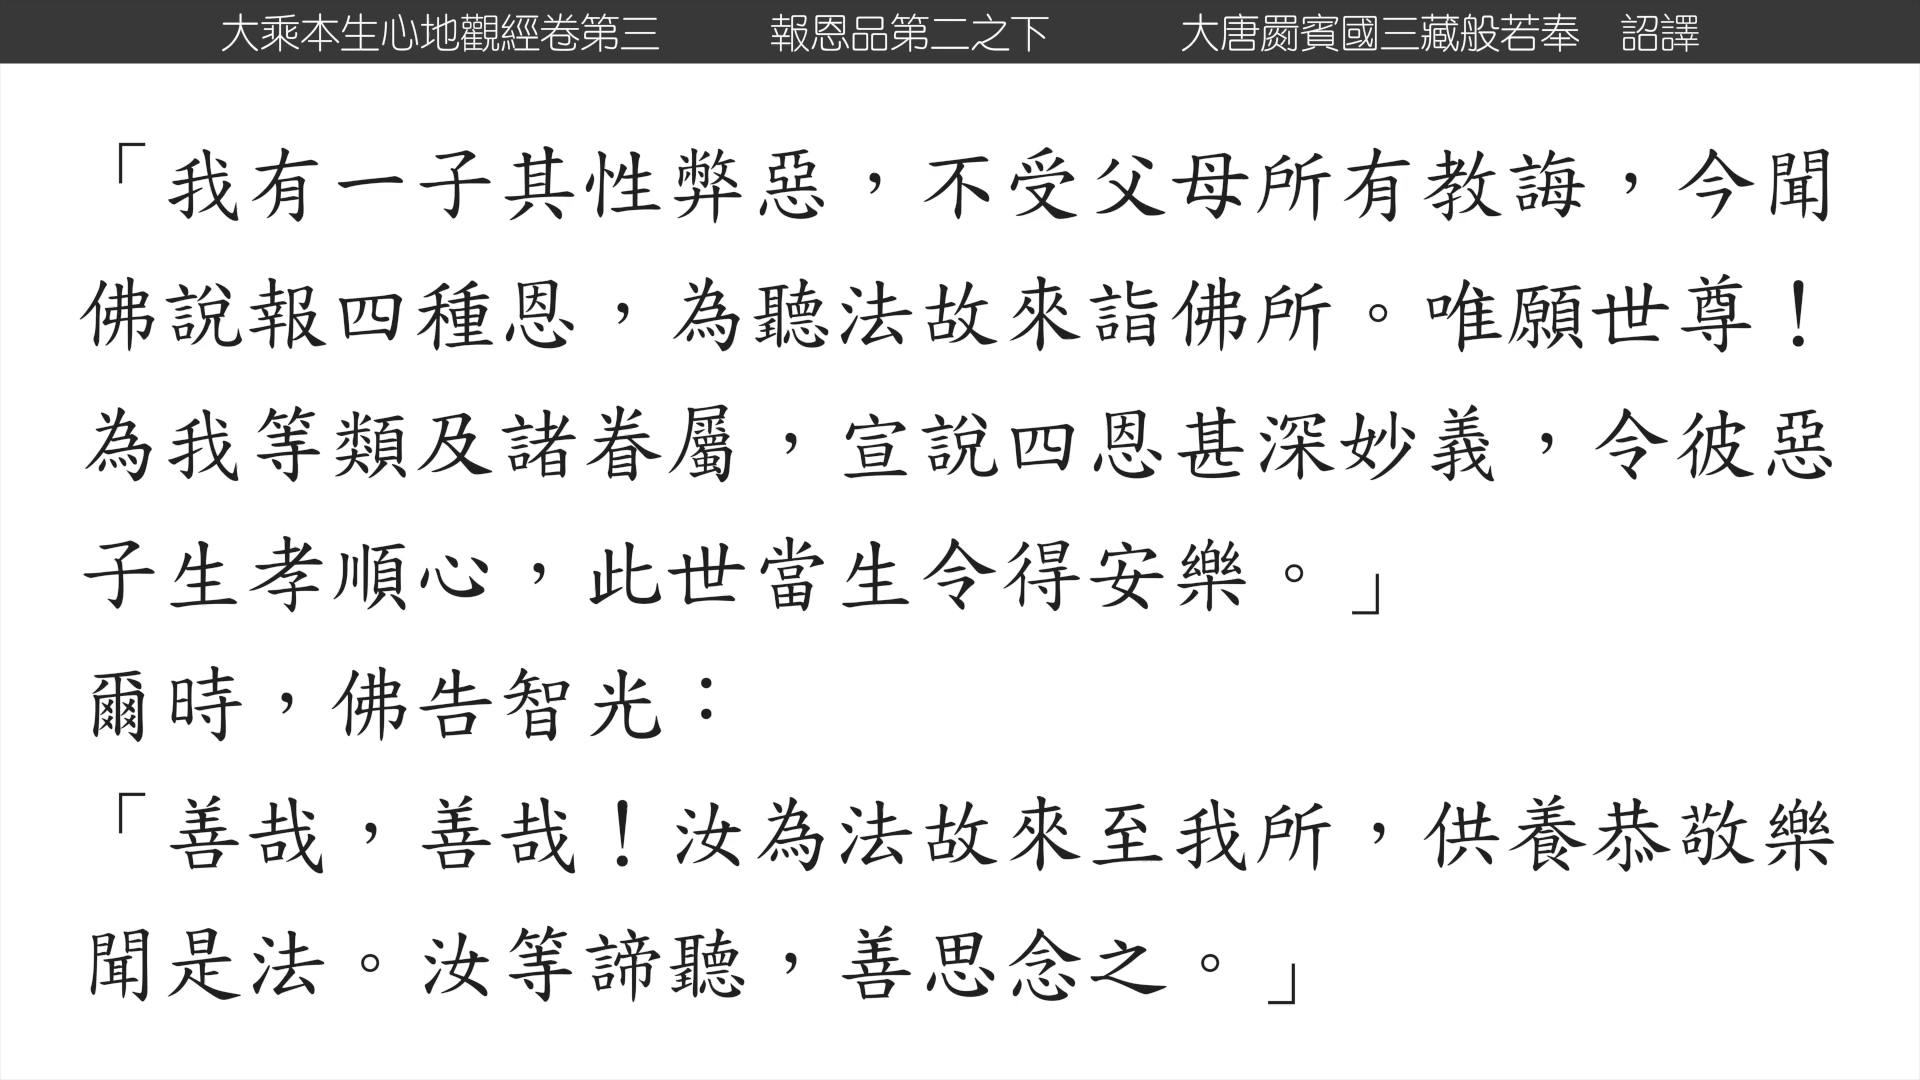 大乘本生心地觀經卷第三　　報恩品第二之下　　大唐罽賓國三藏般若奉　詔譯
「我有一子其性弊惡，不受父母所有教誨，今聞
佛說報四種恩，為聽法故來詣佛所。唯願世尊！
為我等類及諸眷屬，宣說四恩甚深妙義，令彼惡
子生孝順心，此世當生令得安樂。」
爾時，佛告智光：
「善哉，善哉！汝為法故來至我所，供養恭敬樂
聞是法。汝等諦聽，善思念之。」